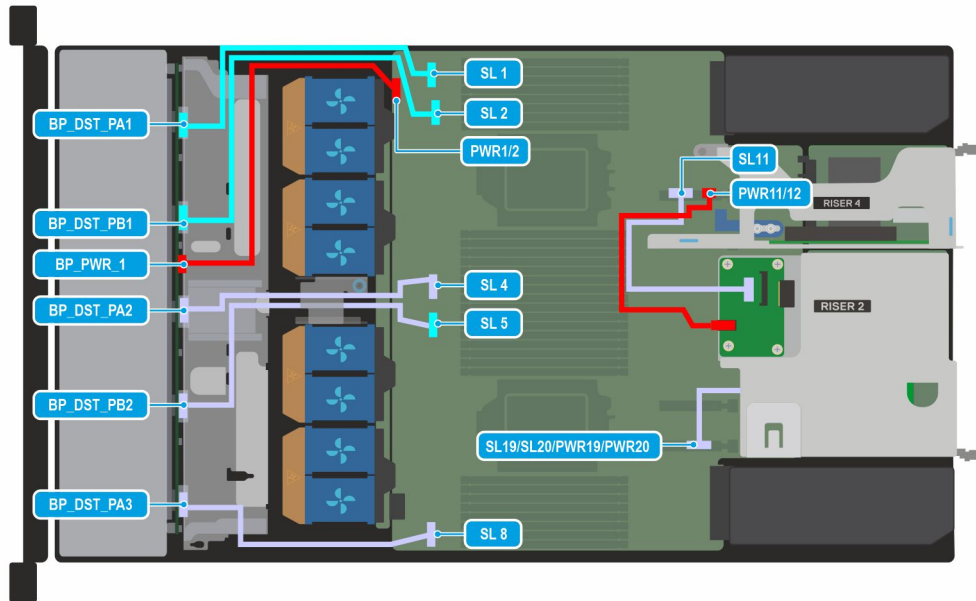 BP_DST_PA1
BP_DST_PB1
BP_PWR_1
BP_DST_PA2
BP_DST_PB2
BP_DST_PA3
SL 1
SL 2
PWR1/2
SL 4
SL 5
SL 8
SL11
PWR11/12
RISER 4
RISER 2
SL19/SL20/PWR19/PWR20